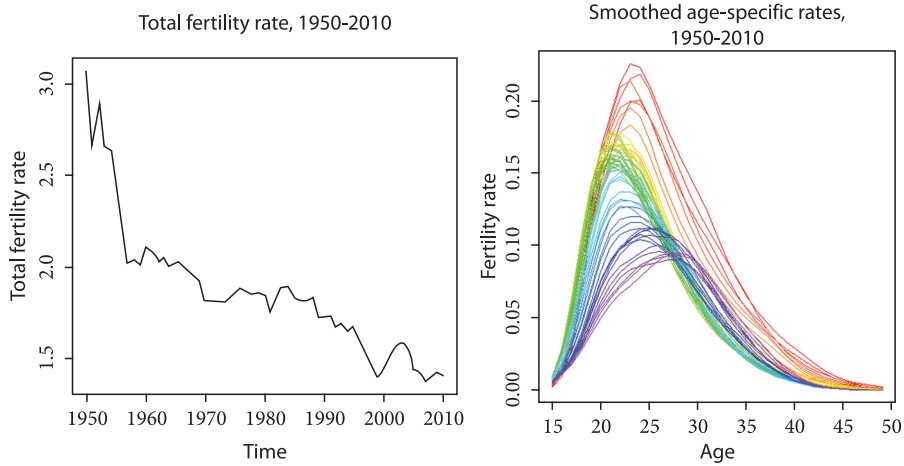 Total fertility rate, 1950-2010
Total fertility rate
3.0
2.5
2.0
1.5
1950 1960 1970 1980 1990 2000 2010
Time
Smoothed age-specific rates,
1950-2010
Fertility rate
0.20
0.15
0.10
0.05
0.00
15 20 25 30 35 40 45 50
Age